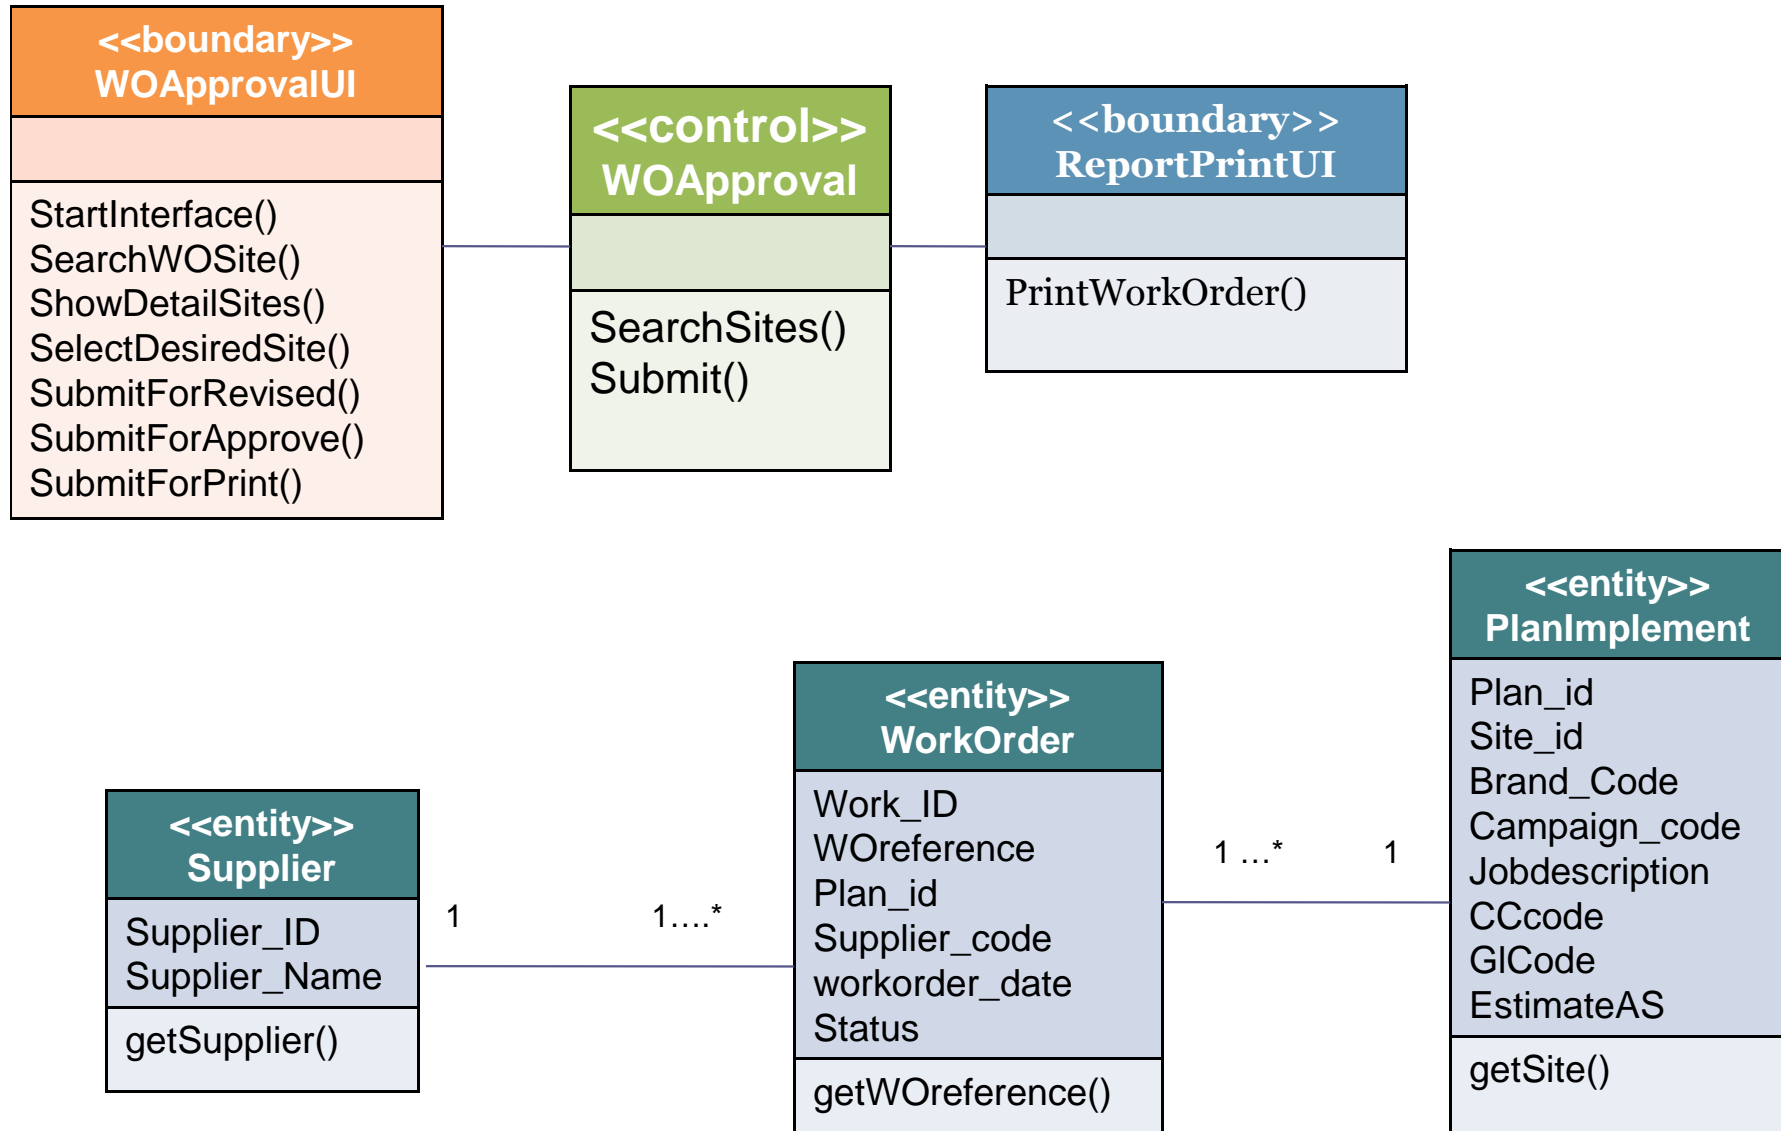 <<boundary>>
WOApprovalUI
StartInterface()
SearchWOSite()
ShowDetailSites()
SelectDesiredSite()
SubmitForRevised()
SubmitForApprove()
SubmitForPrint()
<<control>>
WOApproval
SearchSites()
Submit()
<<boundary>>
ReportPrintUI
PrintWorkOrder()
<<entity>>
Supplier
Supplier_ID
Supplier_Name
getSupplier()
1
1....*
<<entity>>
WorkOrder
Work_ID
WOreference
Plan_id
Supplier_code
workorder_date
Status
getWOreference()
1 ...*
1
<<entity>>
PlanImplement
Plan_id
Site_id
Brand_Code
Campaign_code
Jobdescription
CCcode
GlCode
EstimateAS
getSite()